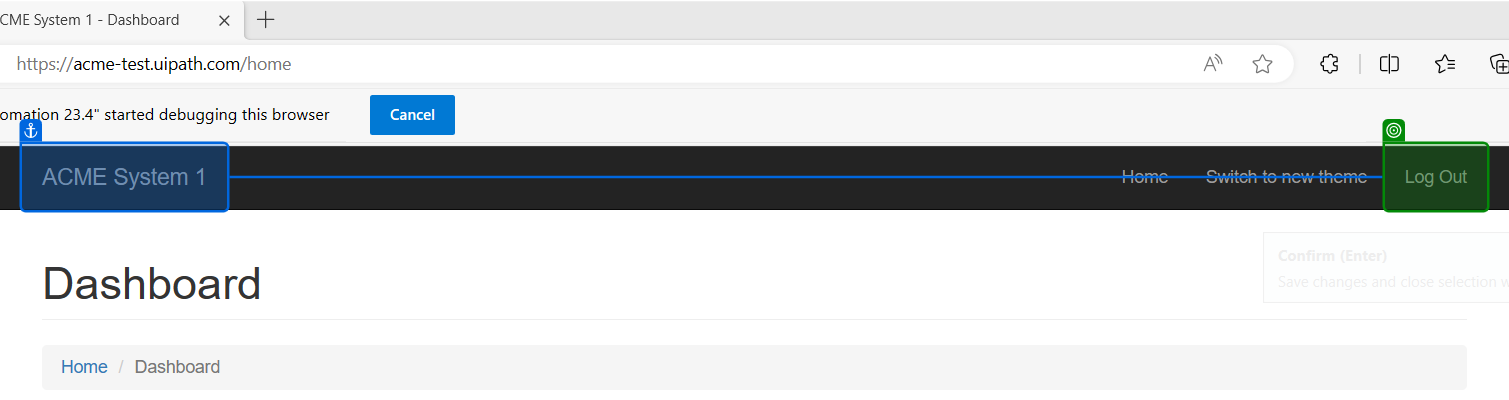 CME System 1 - Dashboard
https://acme-test.uipath.com/home
omation 23.4" started debugging this browser Cancel
ACME System 1 Home Switch to new theme Log Out
Confirm (Enter)
Save changes and close selection w
Dashboard
Home / Dashboard